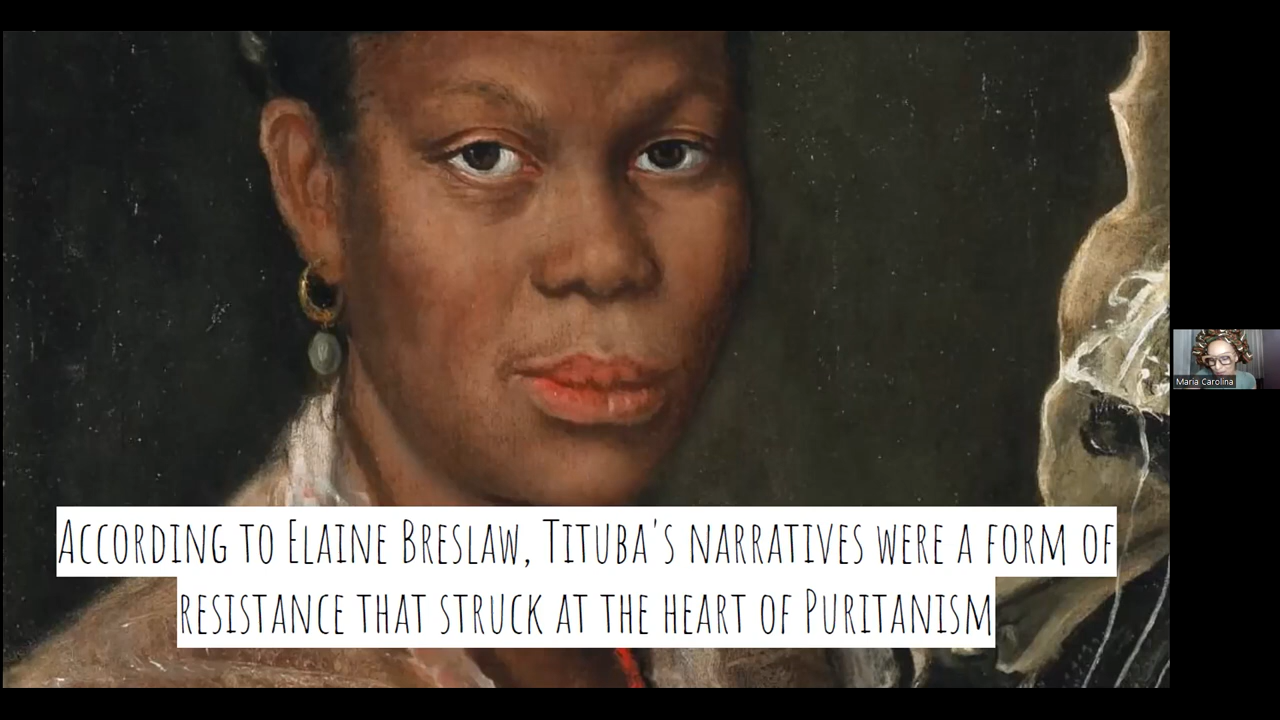 According to Elaine Breslaw, Tituba's narratives were a form of
resistance that struck at the heart of Puritanism
Maria Carolina